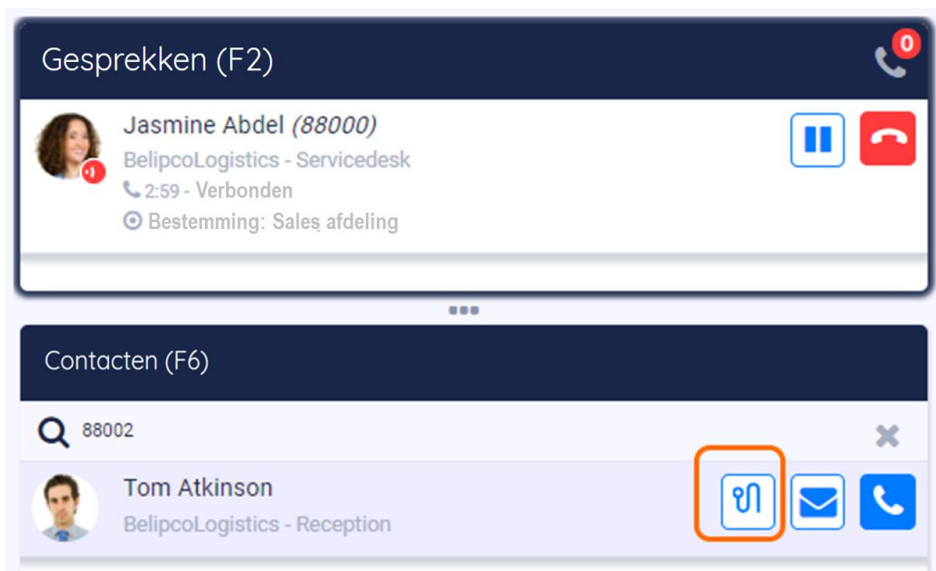 Gesprekken (F2)
0
Jasmine Abdel (88000)
BelipcoLogistics - Servicedesk
2:59 - Verbonden
Bestemming: Sales afdeling
Contacten (F6)
88002
Tom Atkinson
BelipcoLogistics - Reception